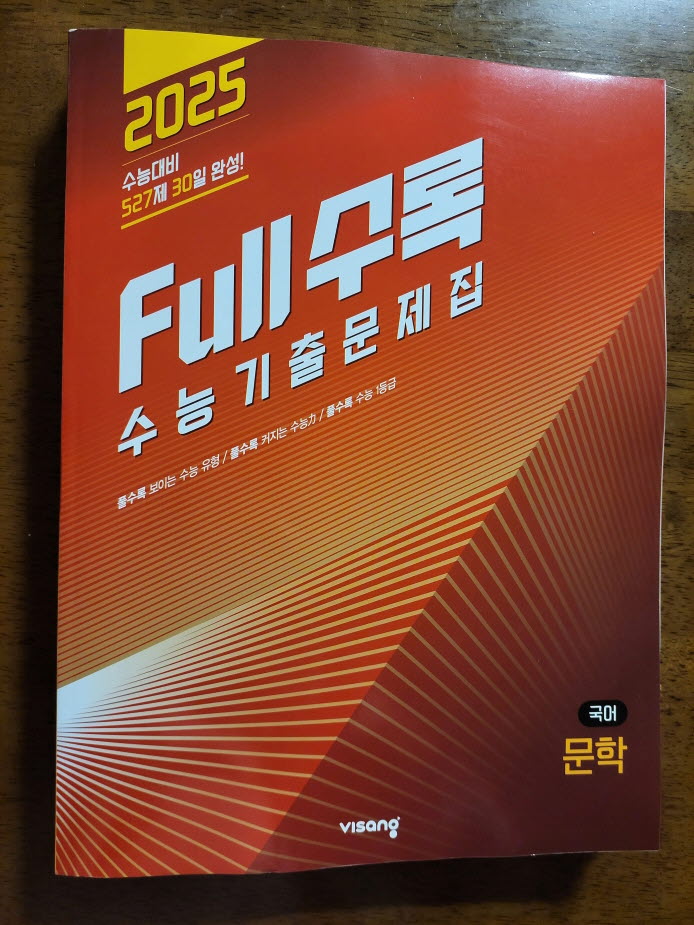 2025
수능대비
527제 30일 완성!
Full수록
수능기출문제집
풀수록 보이는 수능 유형 / 풀수록 커지는 수능力 / 풀수록 수능 1등급
국어
문학
visang